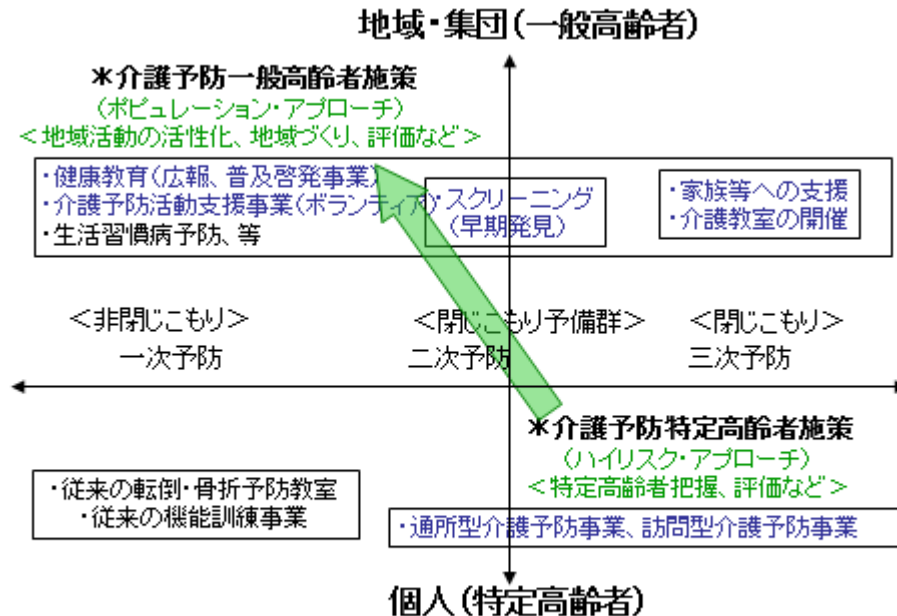 地域・集団(一般高齢者)
＊介護予防一般高齢者施策
(ポピュレーション・アプローチ)
＜地域活動の活性化、地域づくり、評価など＞
・健康教育(広報、普及啓発事業)
・介護予防活動支援事業(ボランティア)
・生活習慣病予防、等
・スクリーニング
(早期発見)
・家族等への支援
・介護教室の開催
＜非閉じこもり＞
一次予防
＜閉じこもり予備群＞
二次予防
＜閉じこもり＞
三次予防
＊介護予防特定高齢者施策
(ハイリスク・アプローチ)
＜特定高齢者把握、評価など＞
・従来の転倒・骨折予防教室
・従来の機能訓練事業
・通所型介護予防事業、訪問型介護予防事業
個人(特定高齢者)